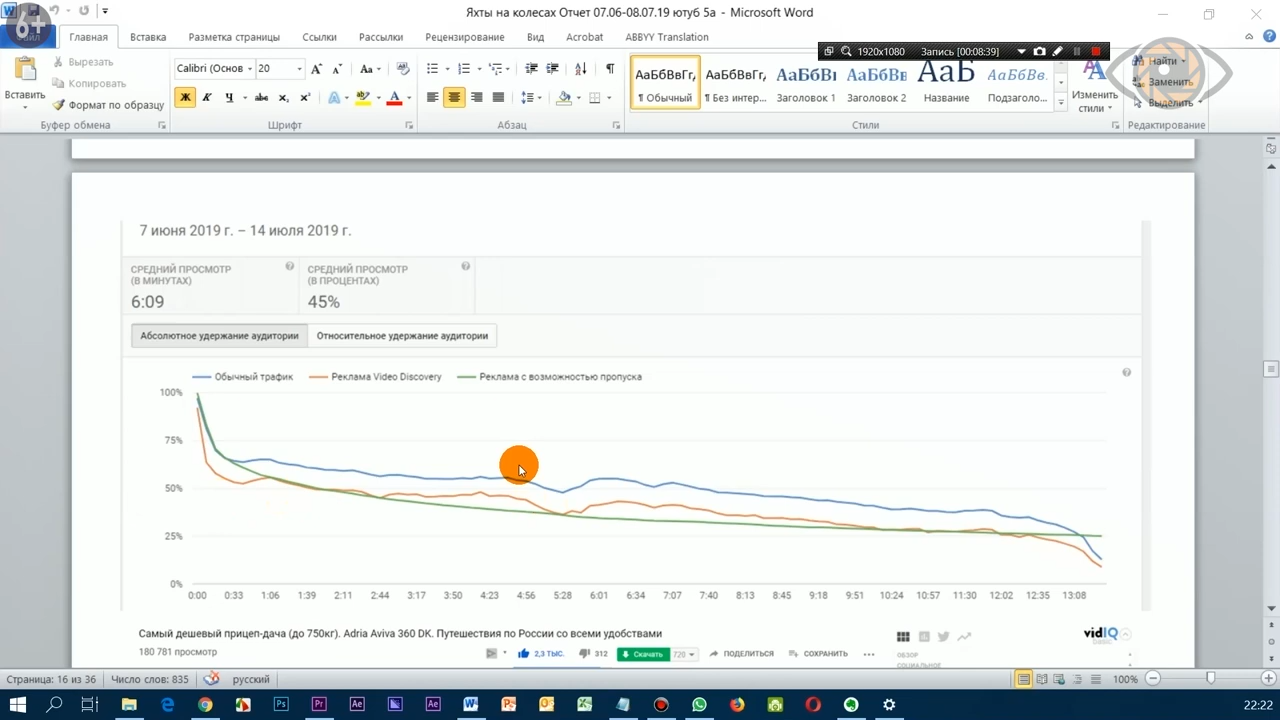 Яхты на колесах Отчет 07.06-08.07.19 ютуб 5а - Microsoft Word
6+
Файл Главная Вставка Разметка страницы Ссылки Рассылки Рецензирование Вид Acrobat ABBYY Translation
1920x1080 Запись [00:08:39]
Вставить
Вырезать
Копировать
Формат по образцу
Буфер обмена
Calibri (Основ 20
Ж К Ч abc x₂ x²
Шрифт
Абзац
АаБбВвГг, АаБбВвГг, АаБбВі АаБбВв АаБ АаБбВв.
¶ Обычный ¶ Без интер... Заголовок 1 Заголовок 2 Название Подзаголо...
Стили
Изменить стили
Найти
Заменить
Выделить
Редактирование
7 июня 2019 г. – 14 июля 2019 г.
СРЕДНИЙ ПРОСМОТР (В МИНУТАХ)
6:09
СРЕДНИЙ ПРОСМОТР (В ПРОЦЕНТАХ)
45%
Абсолютное удержание аудитории Относительное удержание аудитории
Обычный трафик Реклама Video Discovery Реклама с возможностью пропуска
100%
75%
50%
25%
0%
0:00 0:33 1:06 1:39 2:11 2:44 3:17 3:50 4:23 4:56 5:28 6:01 6:34 7:07 7:40 8:13 8:45 9:18 9:51 10:24 10:57 11:30 12:02 12:35 13:08
Самый дешевый прицеп-дача (до 750кг). Adria Aviva 360 DK. Путешествия по России со всеми удобствами
180 781 просмотр
2,3 ТЫС. 312 Скачать 720 ПОДЕЛИТЬСЯ СОХРАНИТЬ ...
vidIQ
ОБЗОР
СОЦИАЛЬНОЕ
Страница: 16 из 36 Число слов: 835 русский 100%
22:22